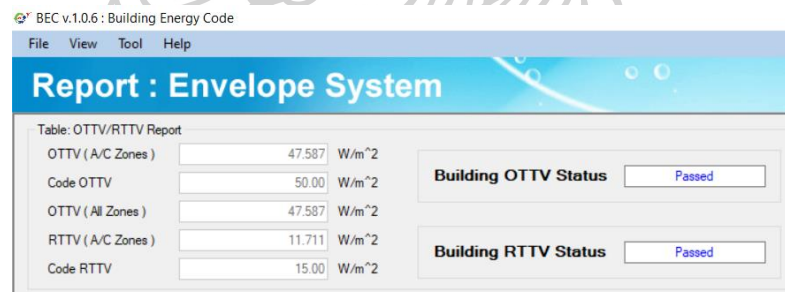 BEC v.1.0.6 : Building Energy Code
File View Tool Help
Report : Envelope System
Table: OTTV/RTTV Report
OTTV ( A/C Zones ) 47.587 W/m^2
Code OTTV 50.00 W/m^2
OTTV ( All Zones ) 47.587 W/m^2
RTTV ( A/C Zones ) 11.711 W/m^2
Code RTTV 15.00 W/m^2
Building OTTV Status Passed
Building RTTV Status Passed